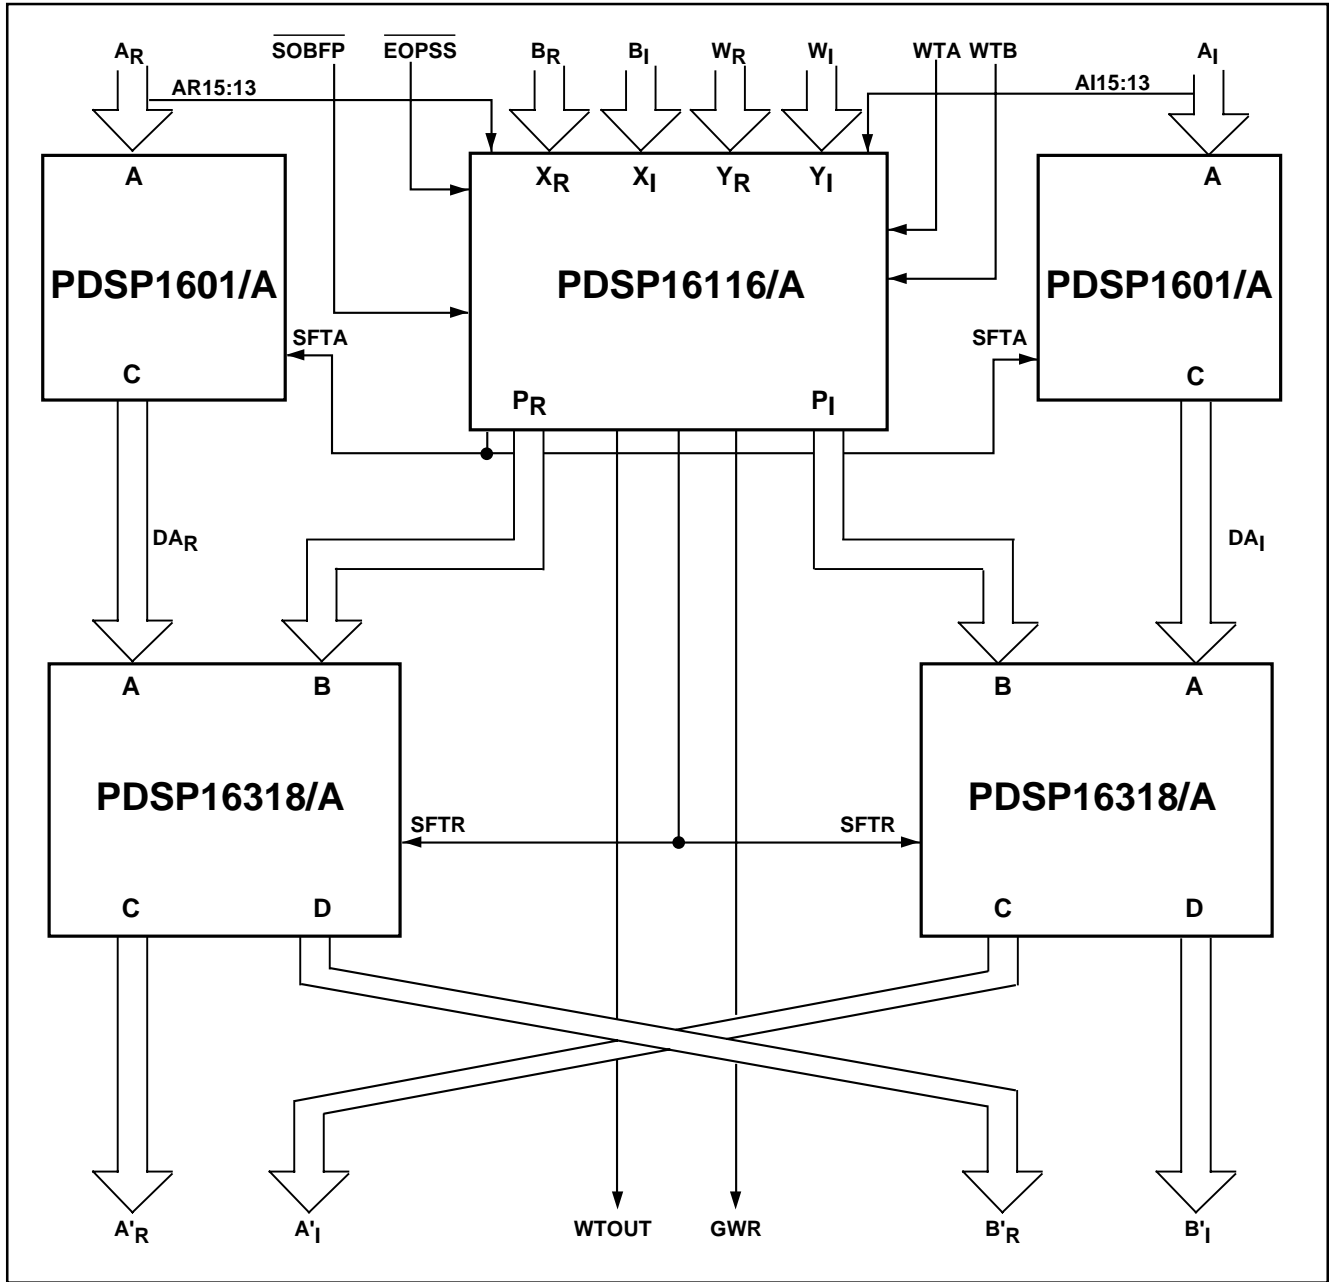 AR SOBFP EOPSS BR BI WR WI WTA WTB AI
AR15:13 AI15:13
A XR XI YR YI A
PDSP1601/A PDSP16116/A PDSP1601/A
SFTA SFTA
C PR PI C
DAR DAI
A B B A
PDSP16318/A PDSP16318/A
SFTR SFTR
C D C D
A'R A'I WTOUT GWR B'R B'I